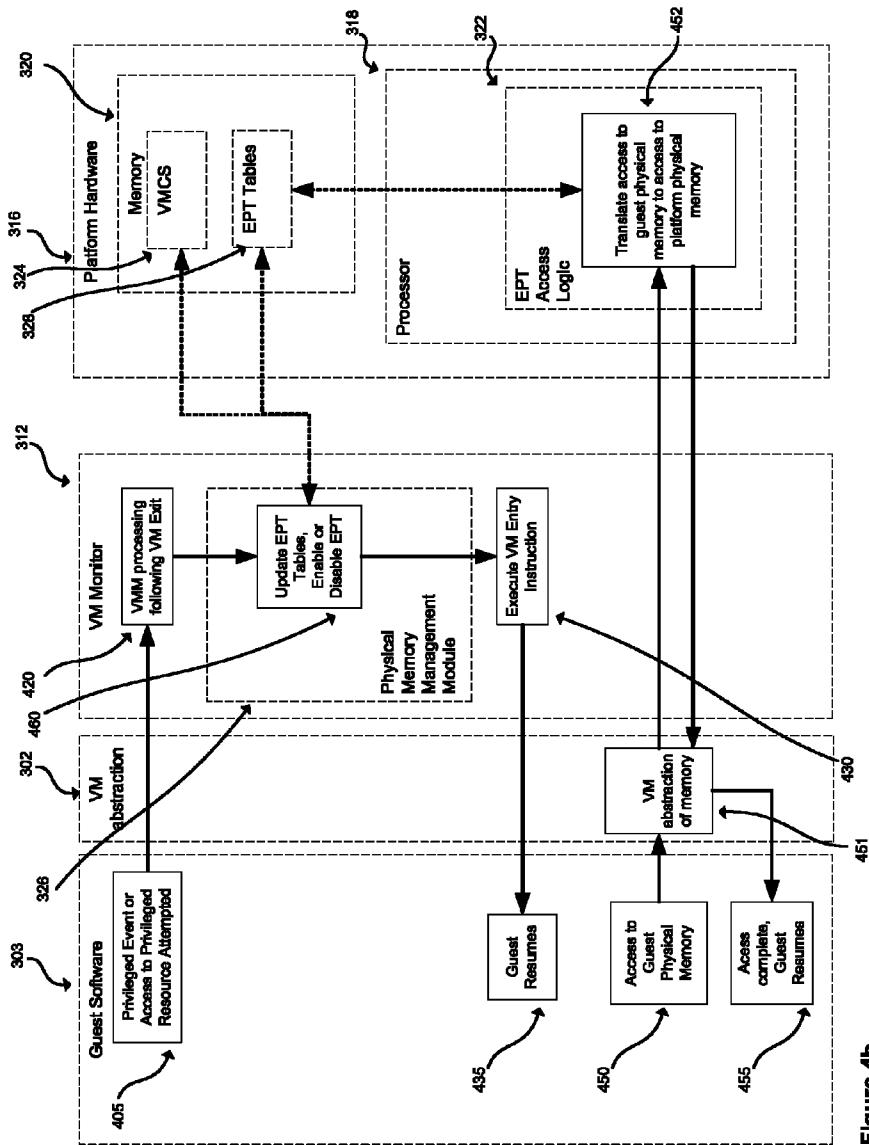 303
Guest Software
405
Privileged Event or
Access to Privileged
Resource Attempted
435
Guest
Resumes
450
Access to
Guest
Physical
Memory
455
Acess
complete,
Guest
Resumes
302
VM
abstraction
VM
abstraction
of memory
451
312
VM Monitor
420
VMM processing
following VM Exit
460
Update EPT
Tables,
Enable or
Disable EPT
Physical
Memory
Management
Module
326
Execute VM Entry
Instruction
430
316
Platform Hardware
320
Memory
324
VMCS
328
EPT Tables
318
Processor
322
EPT
Access
Logic
452
Translate access to
guest physical
memory to access to
platform physical
memory
Figure 4b